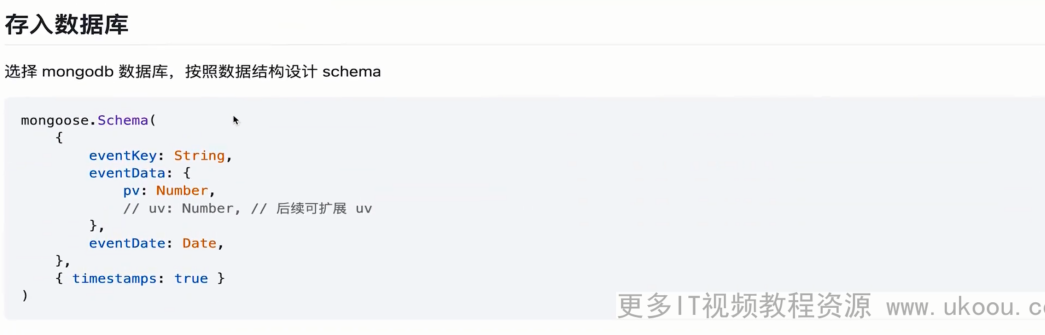 存入数据库
选择 mongodb 数据库，按照数据结构设计 schema
mongoose.Schema(
    {
        eventKey: String,
        eventData: {
            pv: Number,
            // uv: Number, // 后续可扩展 uv
        },
        eventDate: Date,
    },
    { timestamps: true }
)
更多IT视频教程资源 www.ukoou.c